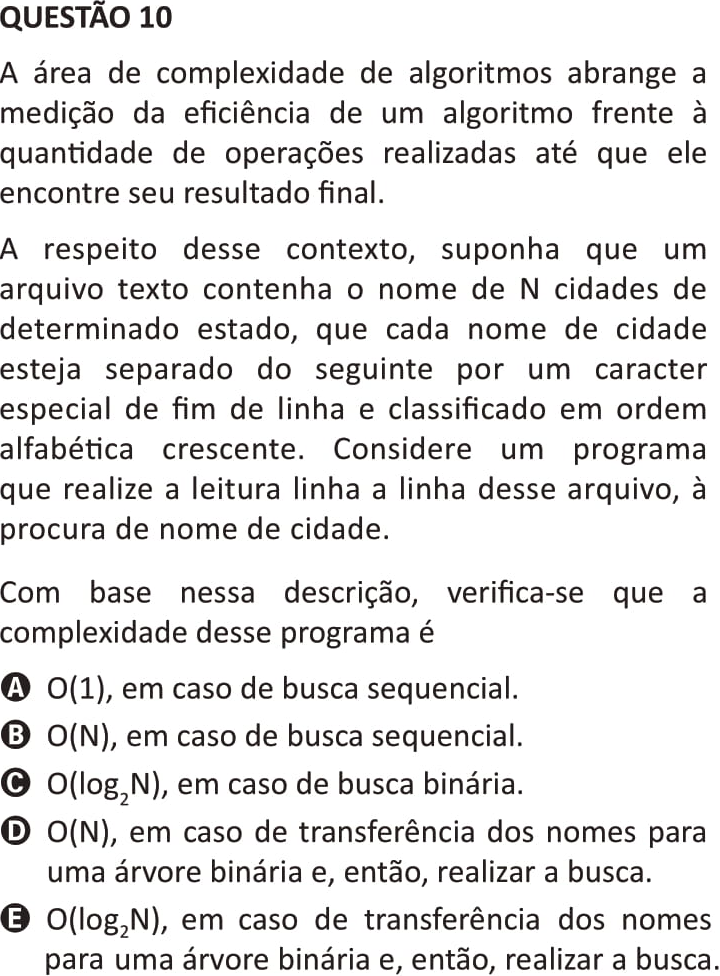 QUESTÃO 10
A área de complexidade de algoritmos abrange a
medição da eficiência de um algoritmo frente à
quantidade de operações realizadas até que ele
encontre seu resultado final.
A respeito desse contexto, suponha que um
arquivo texto contenha o nome de N cidades de
determinado estado, que cada nome de cidade
esteja separado do seguinte por um caracter
especial de fim de linha e classificado em ordem
alfabética crescente. Considere um programa
que realize a leitura linha a linha desse arquivo, à
procura de nome de cidade.
Com base nessa descrição, verifica-se que a
complexidade desse programa é
A O(1), em caso de busca sequencial.
B O(N), em caso de busca sequencial.
C O(log₂N), em caso de busca binária.
D O(N), em caso de transferência dos nomes para
uma árvore binária e, então, realizar a busca.
E O(log₂N), em caso de transferência dos nomes
para uma árvore binária e, então, realizar a busca.